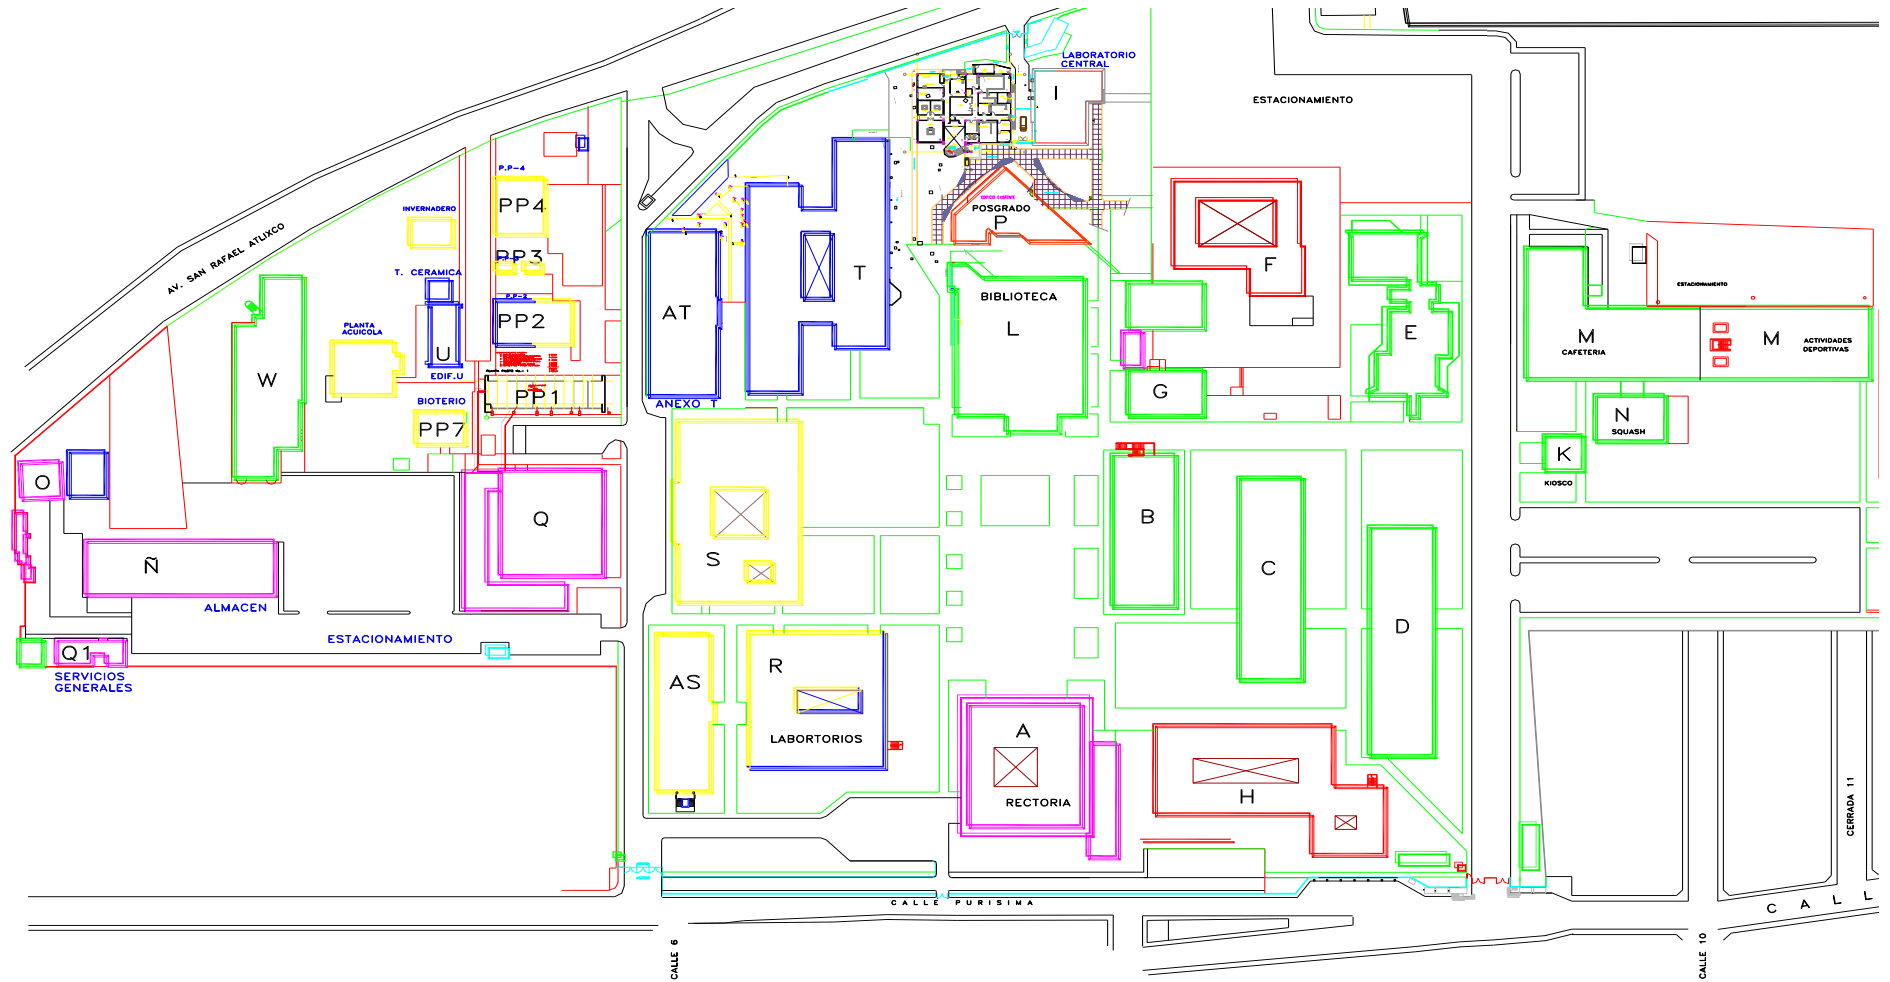 LABORATORIO
CENTRAL
I
ESTACIONAMIENTO
P.P-4
PP4
INVERNADERO
POSGRADO
P
AV. SAN RAFAEL ATLIXCO
PP3
T. CERAMICA
T
F
ESTACIONAMIENTO
BIBLIOTECA
L
P.P-2
PP2
AT
PLANTA
ACUICOLA
U
EDIF.U
E
M
CAFETERIA
M
ACTIVIDADES
DEPORTIVAS
W
PP1
G
BIOTERIO
ANEXO T
PP7
N
SQUASH
K
KIOSCO
O
Q
B
S
Ñ
C
ALMACEN
ESTACIONAMIENTO
D
Q1
SERVICIOS
GENERALES
R
AS
LABORTORIOS
A
RECTORIA
H
CERRADA 11
CALLE PURISIMA
CALL
CALLE 6
CALLE 10